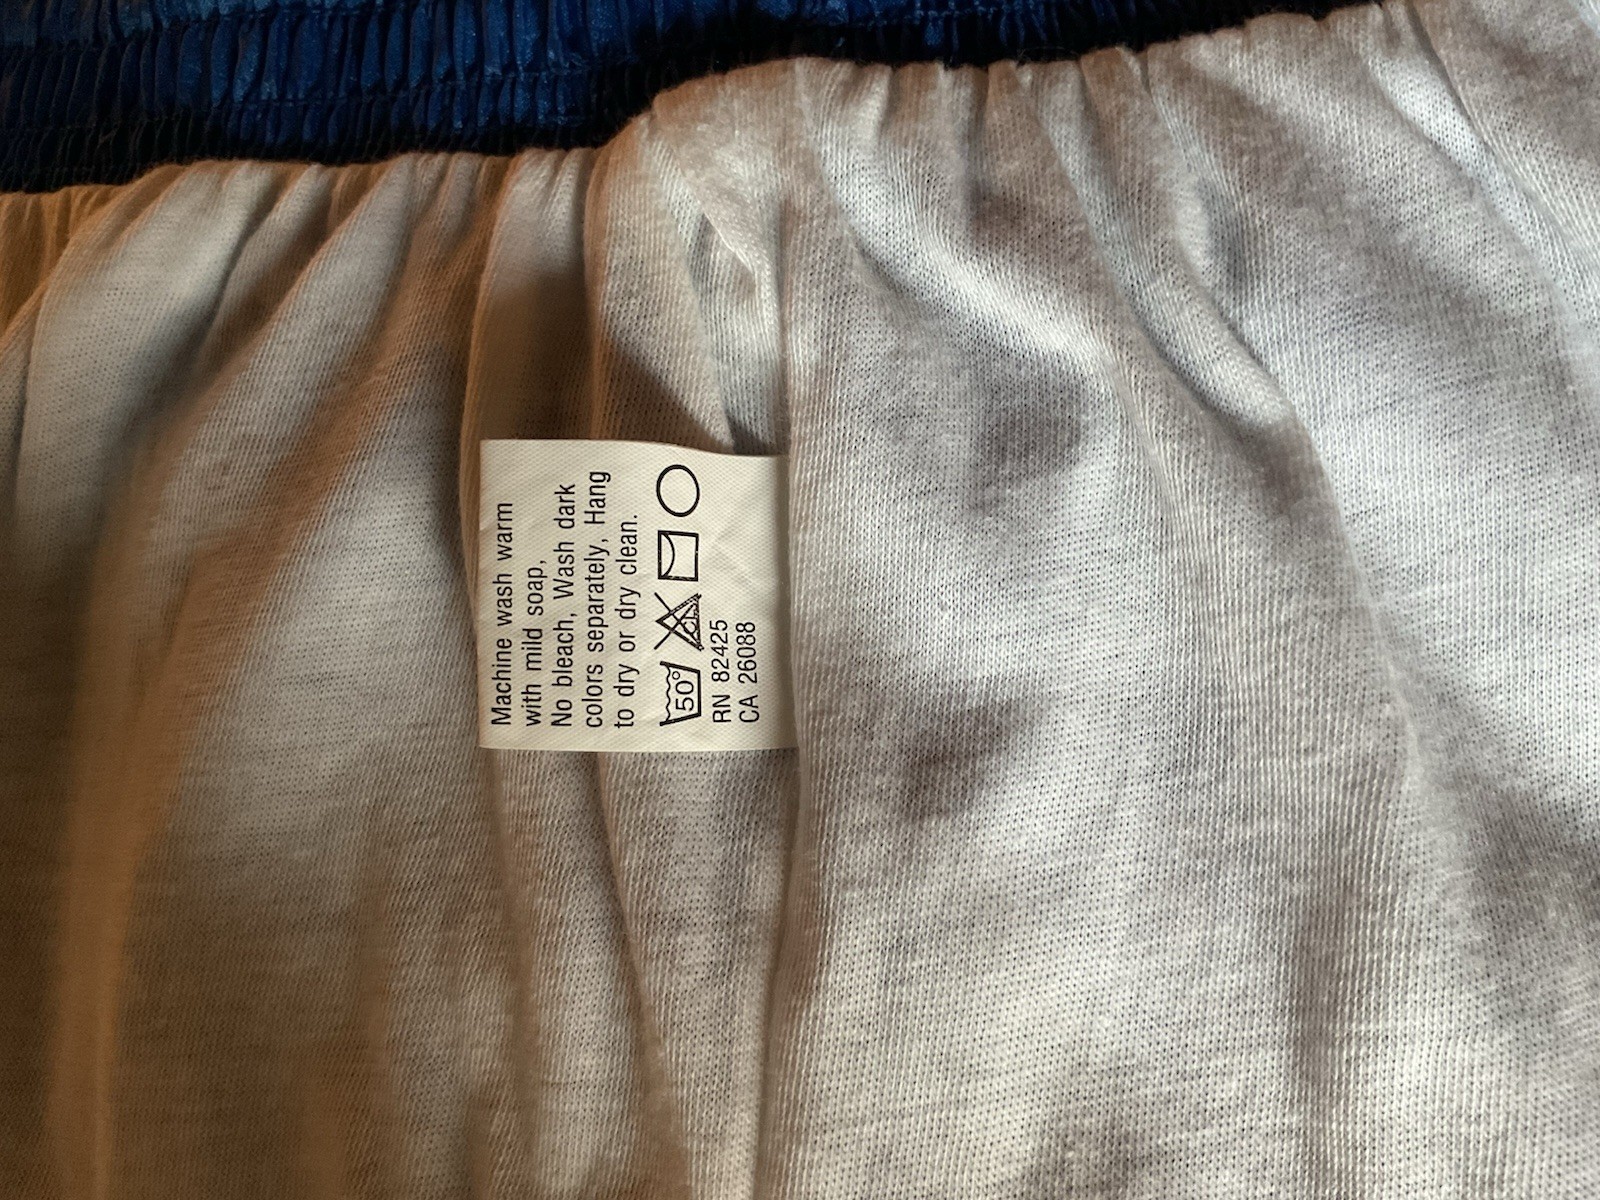 Machine wash warm
with mild soap,
No bleach, Wash dark
colors separately, Hang
to dry or dry clean.
50° CL
RN 82425
CA 26088